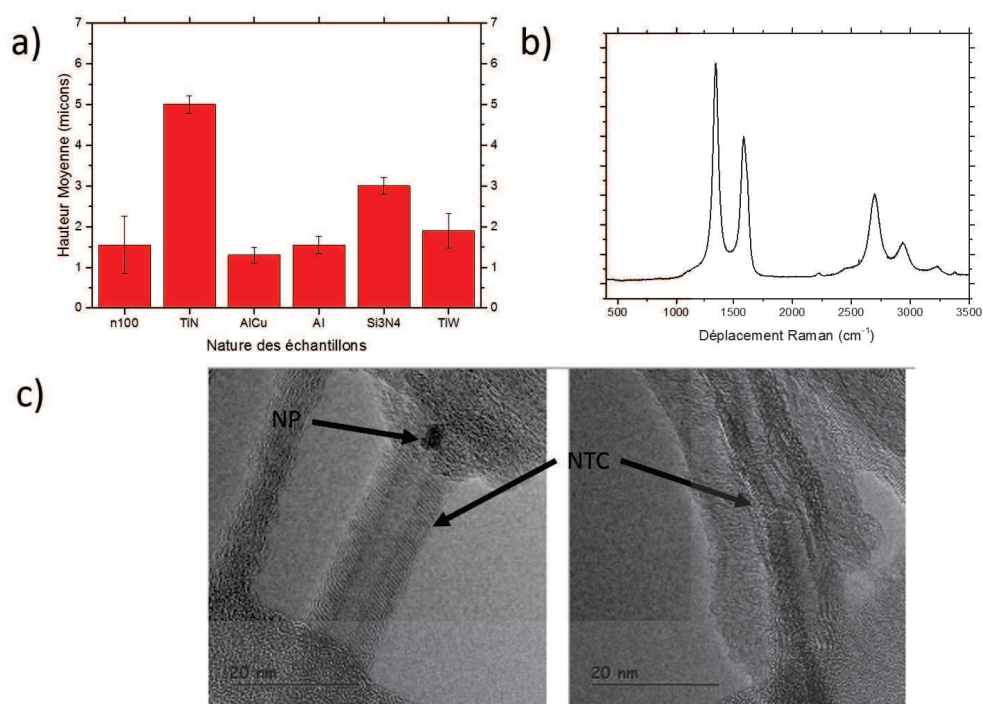 a)
Hauteur Moyenne (micons)
7
6
5
4
3
2
1
0
7
6
5
4
3
2
1
0
n100 TiN AlCu Al Si3N4 TiW
Nature des échantillons
b)
500 1000 1500 2000 2500 3000 3500
Déplacement Raman (cm⁻¹)
c)
NP
NTC
20 nm
20 nm